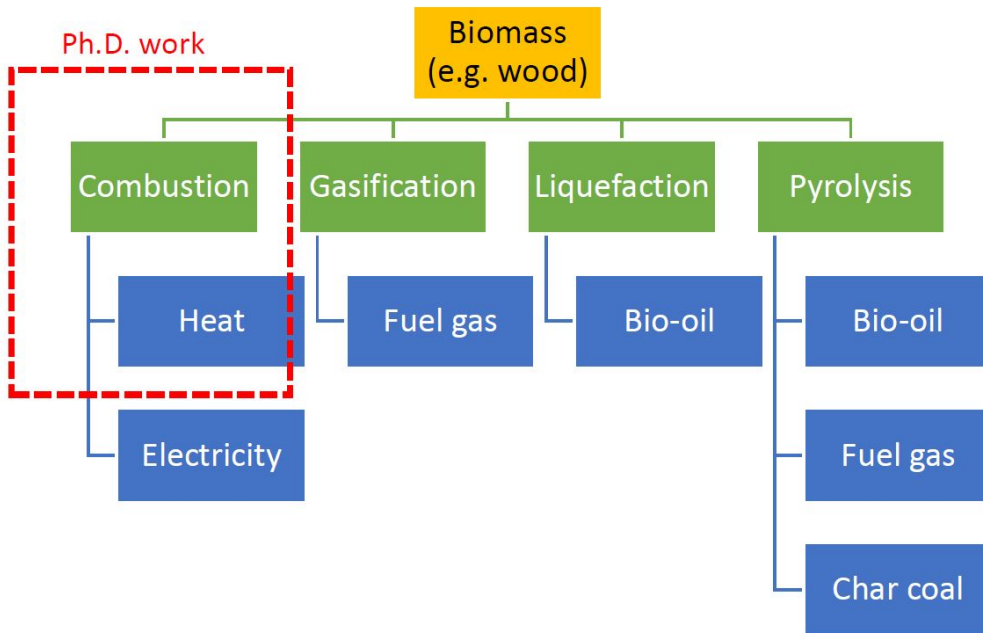 Ph.D. work
Biomass
(e.g. wood)
Combustion
Gasification
Liquefaction
Pyrolysis
Heat
Fuel gas
Bio-oil
Bio-oil
Electricity
Fuel gas
Char coal